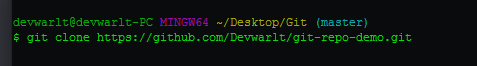 devwarlt@devwarlt-PC MINGW64 ~/Desktop/Git (master)
$ git clone https://github.com/Devwarlt/git-repo-demo.git